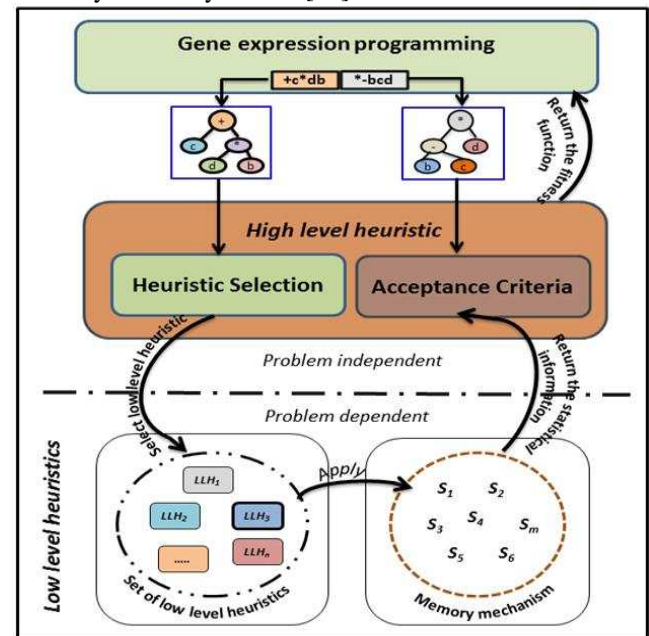 Gene expression programming
+c*db *-bcd
+
c *
d b
*
- d
b c
Return the fitness
function
High level heuristic
Heuristic Selection
Acceptance Criteria
Select low level heuristic
Problem independent
Return the statistical
information
Problem dependent
Low level heuristics
LLH1
LLH2
LLH3
.....
LLHn
Set of low level heuristics
Apply
S1 S2
S3 S4 Sm
S5 S6
Memory mechanism